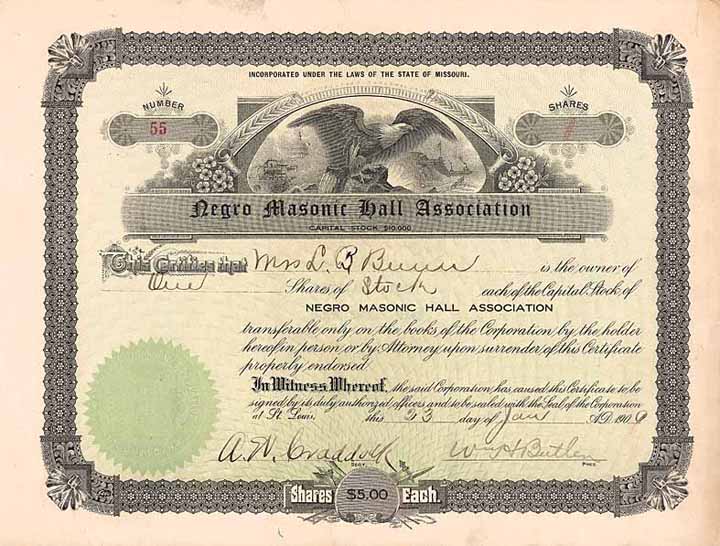 INCORPORATED UNDER THE LAWS OF THE STATE OF MISSOURI.
NUMBER
55
SHARES
1
Negro Masonic Hall Association
CAPITAL STOCK $10,000
This Certifies that Mrs L. B is the owner of
One Shares of Stock each of the Capital Stock of
NEGRO MASONIC HALL ASSOCIATION
transferable only on the books of the Corporation by the holder
hereof in person or by Attorney upon surrender of this Certificate
properly endorsed
In Witness Whereof, the said Corporation has caused this Certificate to be
signed by its duly authorized officers and to be sealed with the Seal of the Corporation
at St. Louis, this 23 day of Jan A.D. 190
A. W. Craddock
SECY.
Wm H Butler
PRES.
Shares $5.00 Each.